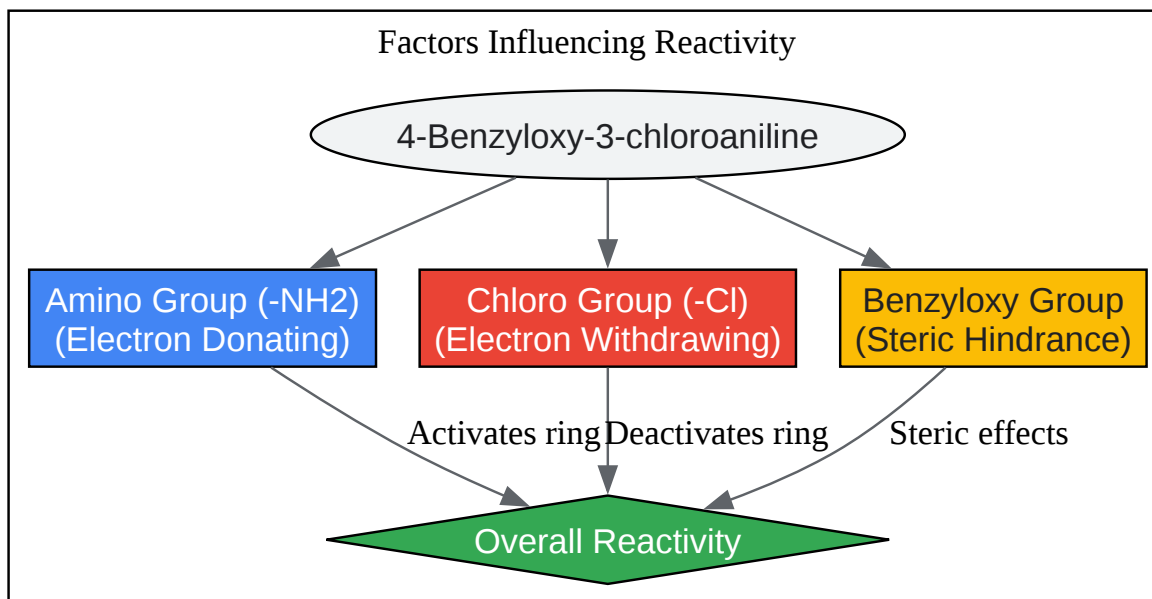 Factors Influencing Reactivity
4-Benzyloxy-3-chloroaniline
Amino Group (-NH2)
(Electron Donating)
Chloro Group (-Cl)
(Electron Withdrawing)
Benzyloxy Group
(Steric Hindrance)
Activates ring
Deactivates ring
Steric effects
Overall Reactivity